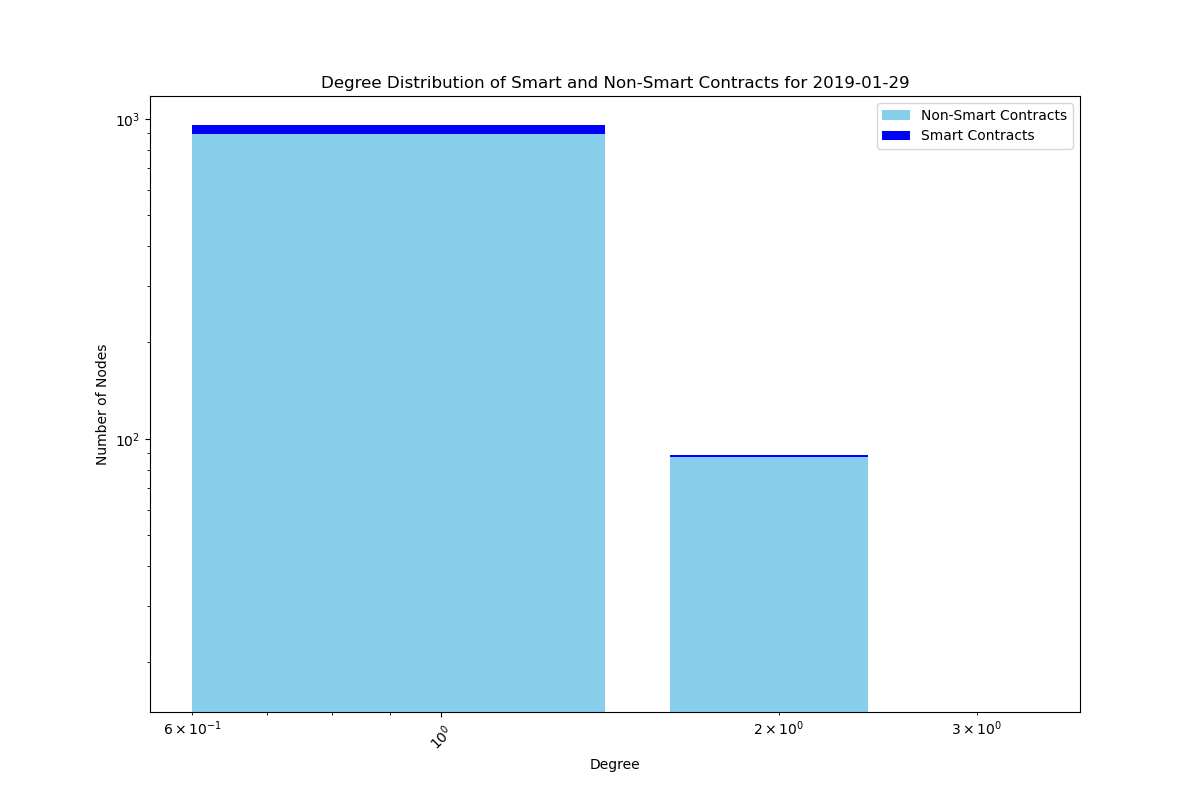 Degree Distribution of Smart and Non-Smart Contracts for 2019-01-29
Non-Smart Contracts
Smart Contracts
Number of Nodes
10³
10²
6 × 10⁻¹
10⁰
2 × 10⁰
3 × 10⁰
Degree